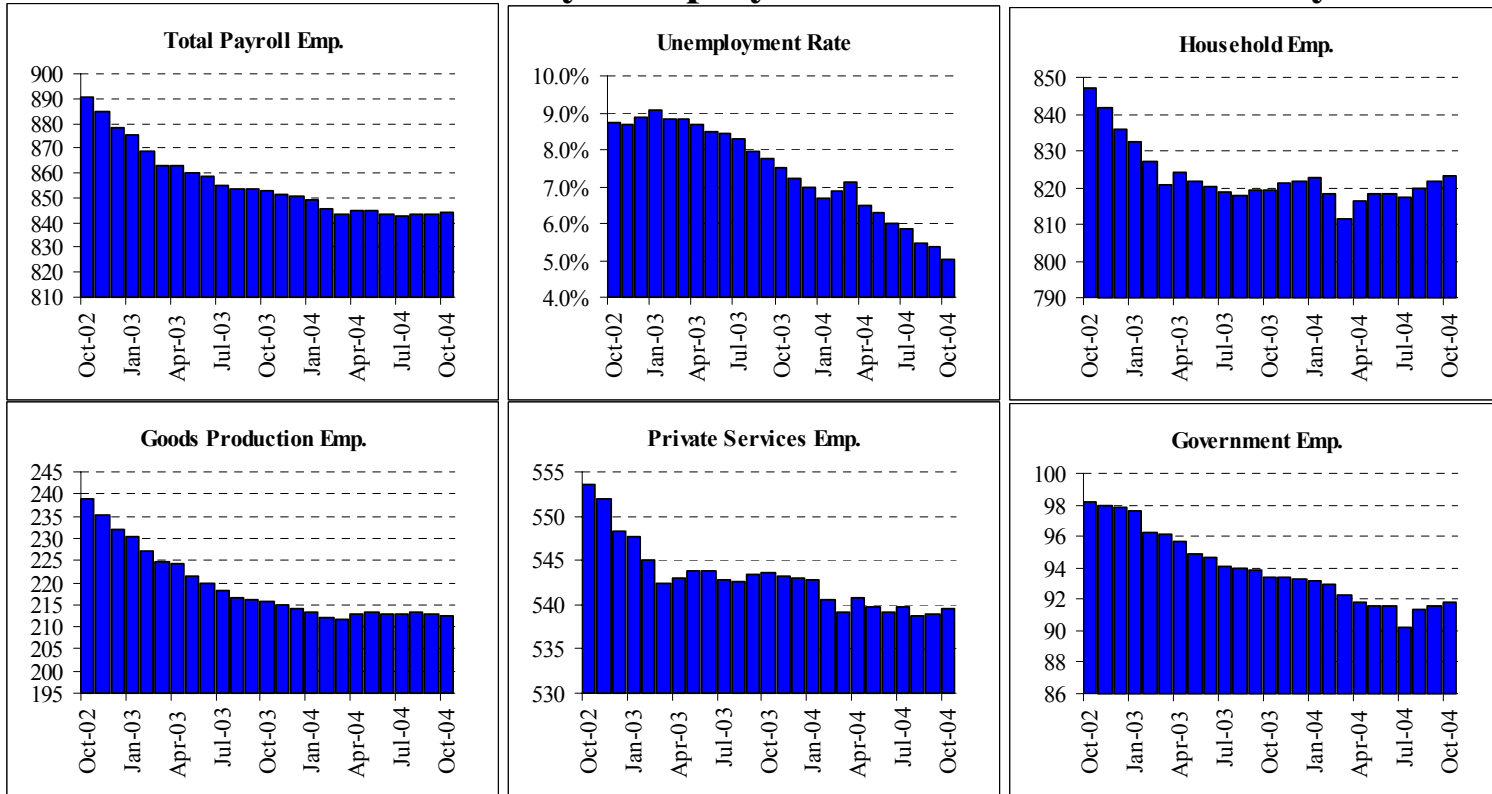 Total Payroll Emp.
900
890
880
870
860
850
840
830
820
810
Oct-02
Jan-03
Apr-03
Jul-03
Oct-03
Jan-04
Apr-04
Jul-04
Oct-04
Unemployment Rate
10.0%
9.0%
8.0%
7.0%
6.0%
5.0%
4.0%
Oct-02
Jan-03
Apr-03
Jul-03
Oct-03
Jan-04
Apr-04
Jul-04
Oct-04
Household Emp.
850
840
830
820
810
800
790
Oct-02
Jan-03
Apr-03
Jul-03
Oct-03
Jan-04
Apr-04
Jul-04
Oct-04
Goods Production Emp.
245
240
235
230
225
220
215
210
205
200
195
Oct-02
Jan-03
Apr-03
Jul-03
Oct-03
Jan-04
Apr-04
Jul-04
Oct-04
Private Services Emp.
555
550
545
540
535
530
Oct-02
Jan-03
Apr-03
Jul-03
Oct-03
Jan-04
Apr-04
Jul-04
Oct-04
Government Emp.
100
98
96
94
92
90
88
86
Oct-02
Jan-03
Apr-03
Jul-03
Oct-03
Jan-04
Apr-04
Jul-04
Oct-04